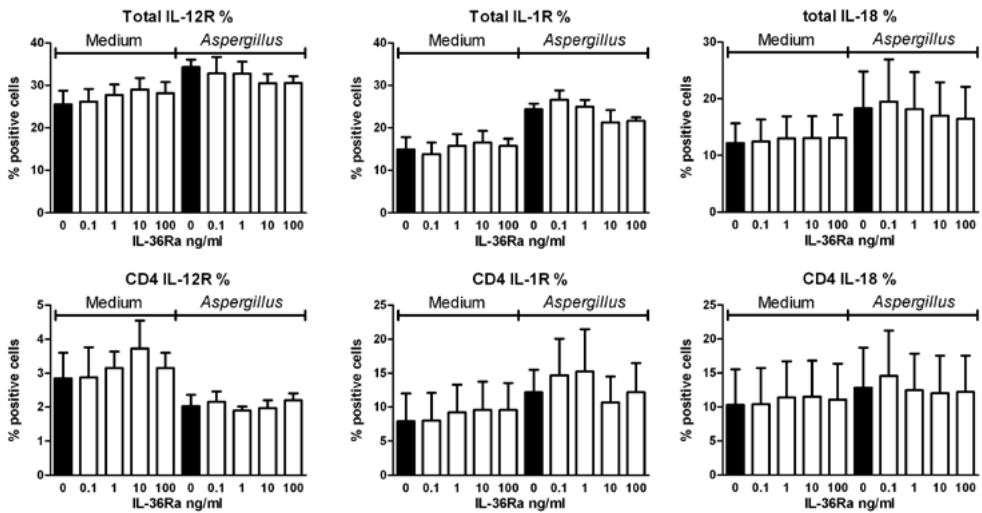 Total IL-12R %
Medium Aspergillus
% positive cells
40
30
20
10
0
0 0.1 1 10 100 0 0.1 1 10 100
IL-36Ra ng/ml
Total IL-1R %
Medium Aspergillus
% positive cells
40
30
20
10
0
0 0.1 1 10 100 0 0.1 1 10 100
IL-36Ra ng/ml
total IL-18 %
Medium Aspergillus
% positive cells
30
20
10
0
0 0.1 1 10 100 0 0.1 1 10 100
IL-36Ra ng/ml
CD4 IL-12R %
Medium Aspergillus
% positive cells
5
4
3
2
1
0
0 0.1 1 10 100 0 0.1 1 10 100
IL-36Ra ng/ml
CD4 IL-1R %
Medium Aspergillus
% positive cells
25
20
15
10
5
0
0 0.1 1 10 100 0 0.1 1 10 100
IL-36Ra ng/ml
CD4 IL-18 %
Medium Aspergillus
% positive cells
25
20
15
10
5
0
0 0.1 1 10 100 0 0.1 1 10 100
IL-36Ra ng/ml